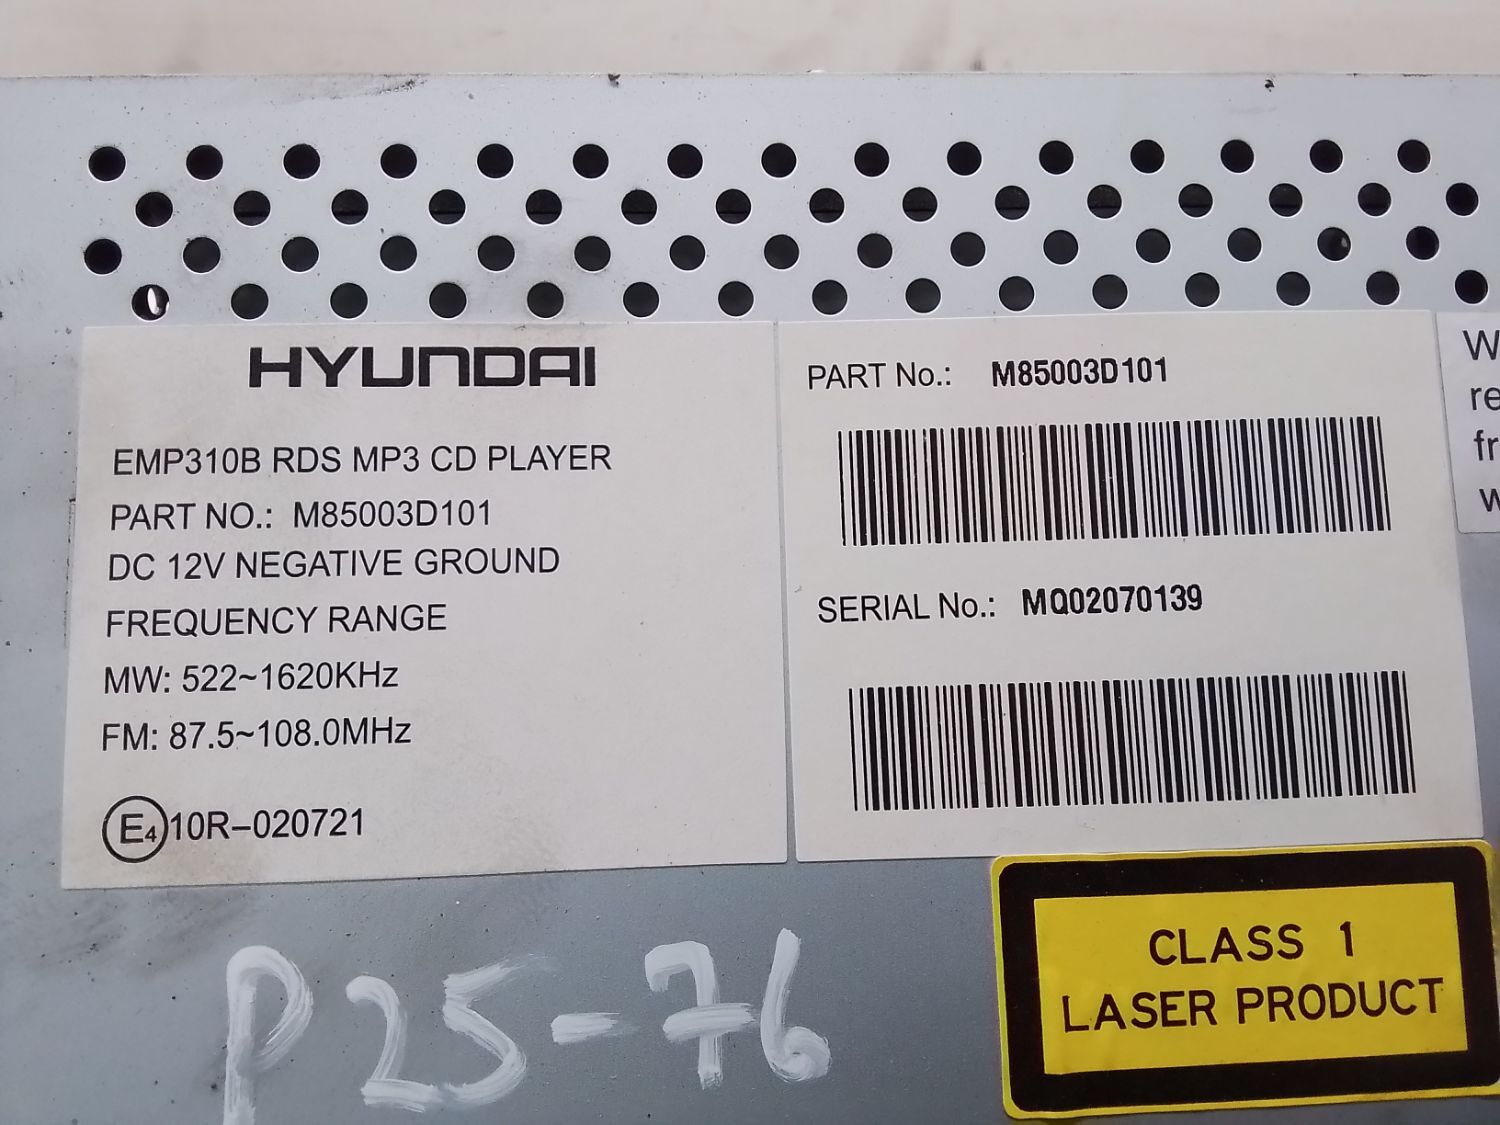 HYUNDAI
EMP310B RDS MP3 CD PLAYER
PART NO.: M85003D101
DC 12V NEGATIVE GROUND
FREQUENCY RANGE
MW: 522~1620KHz
FM: 87.5~108.0MHz
E4 10R-020721
PART No.: M85003D101
SERIAL No.: MQ02070139
CLASS 1
LASER PRODUCT
P25-76